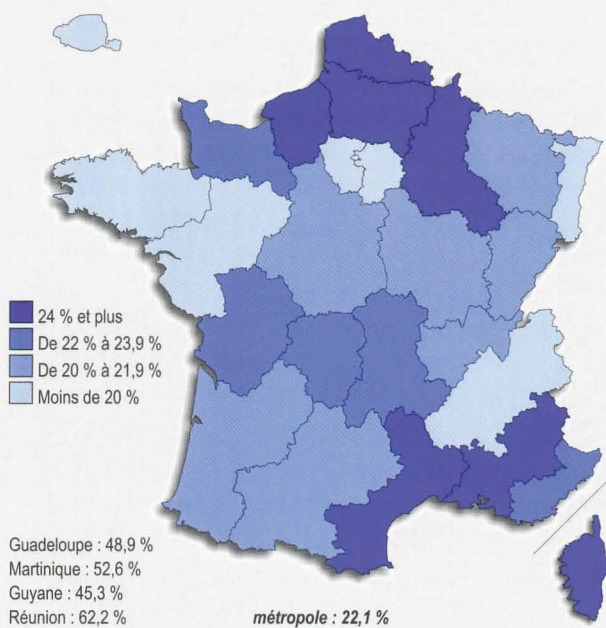 24 % et plus
De 22 % à 23,9 %
De 20 % à 21,9 %
Moins de 20 %
Guadeloupe : 48,9 %
Martinique : 52,6 %
Guyane : 45,3 %
Réunion : 62,2 %
métropole : 22,1 %